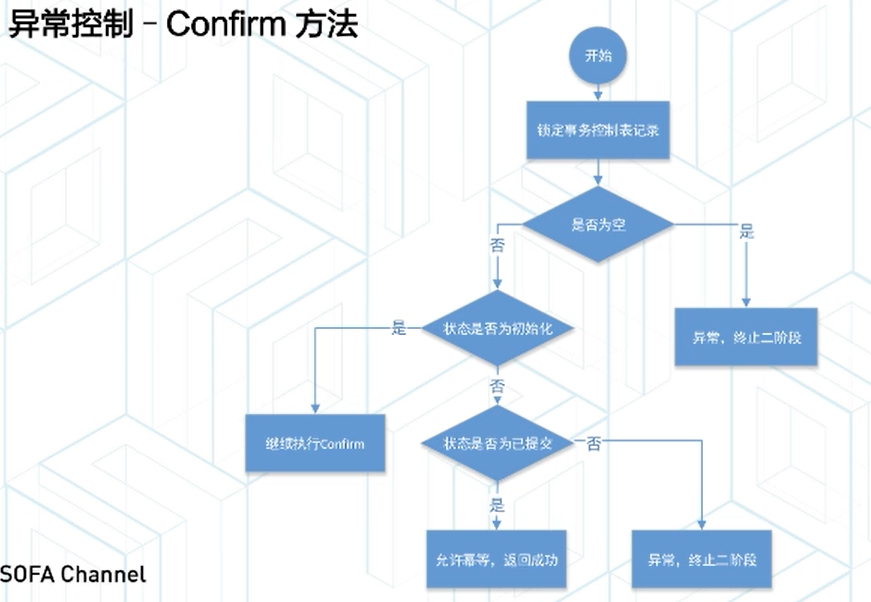 异常控制 - Confirm 方法
开始
锁定事务控制表记录
是否为空
否
是
状态是否为初始化
异常，终止二阶段
是
否
继续执行Confirm
状态是否为已提交
否
是
允许幂等，返回成功
异常，终止二阶段
SOFA Channel